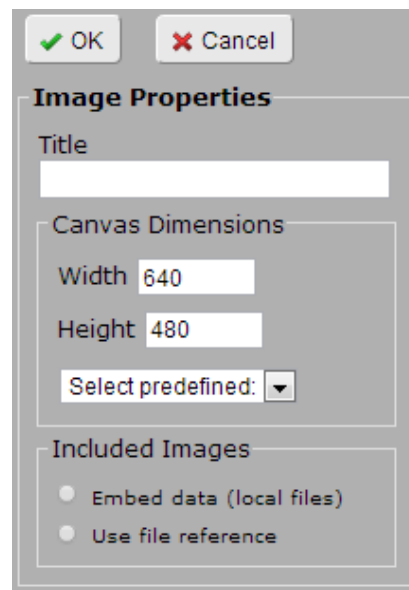 OK Cancel
Image Properties
Title
Canvas Dimensions
Width 640
Height 480
Select predefined:
Included Images
Embed data (local files)
Use file reference